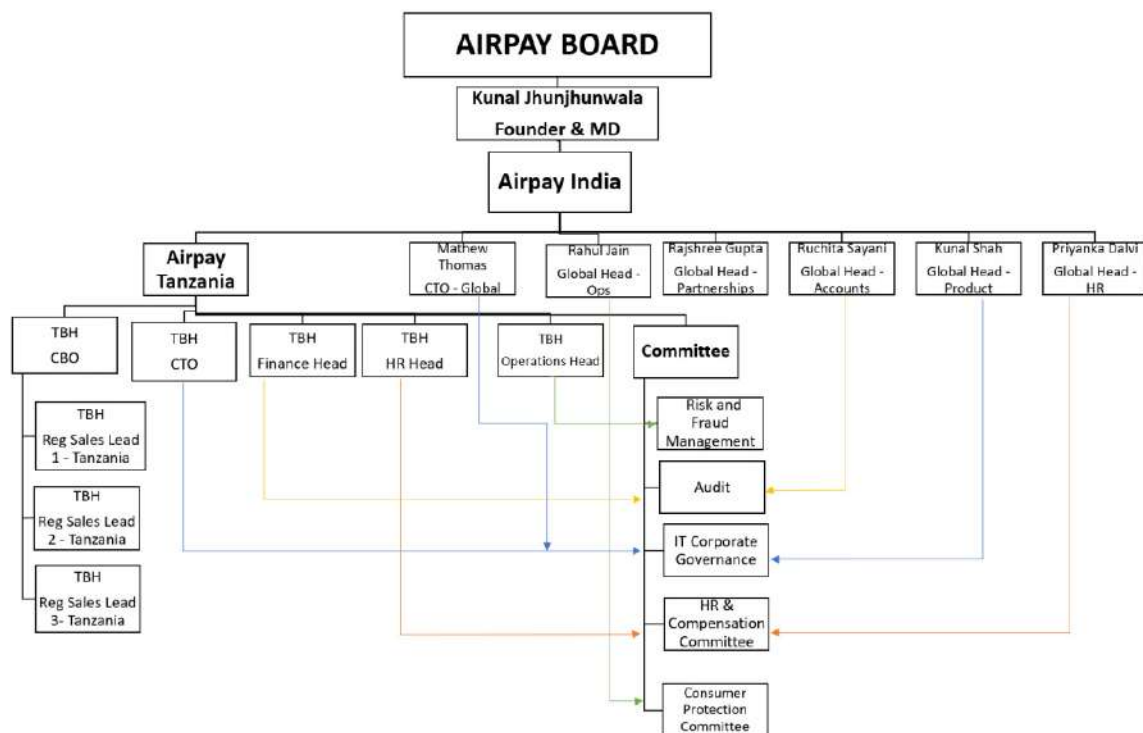 AIRPAY BOARD
Kunal Jhunjhunwala
Founder & MD
Airpay India
Airpay
Tanzania
Mathew
Thomas
CTO - Global
Rahul Jain
Global Head -
Ops
Rajshree Gupta
Global Head -
Partnerships
Ruchita Sayani
Global Head -
Accounts
Kunal Shah
Global Head -
Product
Priyanka Dalvi
Global Head -
HR
TBH
CBO
TBH
CTO
TBH
Finance Head
TBH
HR Head
TBH
Operations Head
Committee
TBH
Reg Sales Lead
1 - Tanzania
TBH
Reg Sales Lead
2 - Tanzania
TBH
Reg Sales Lead
3- Tanzania
Risk and
Fraud
Management
Audit
IT Corporate
Governance
HR &
Compensation
Committee
Consumer
Protection
Committee